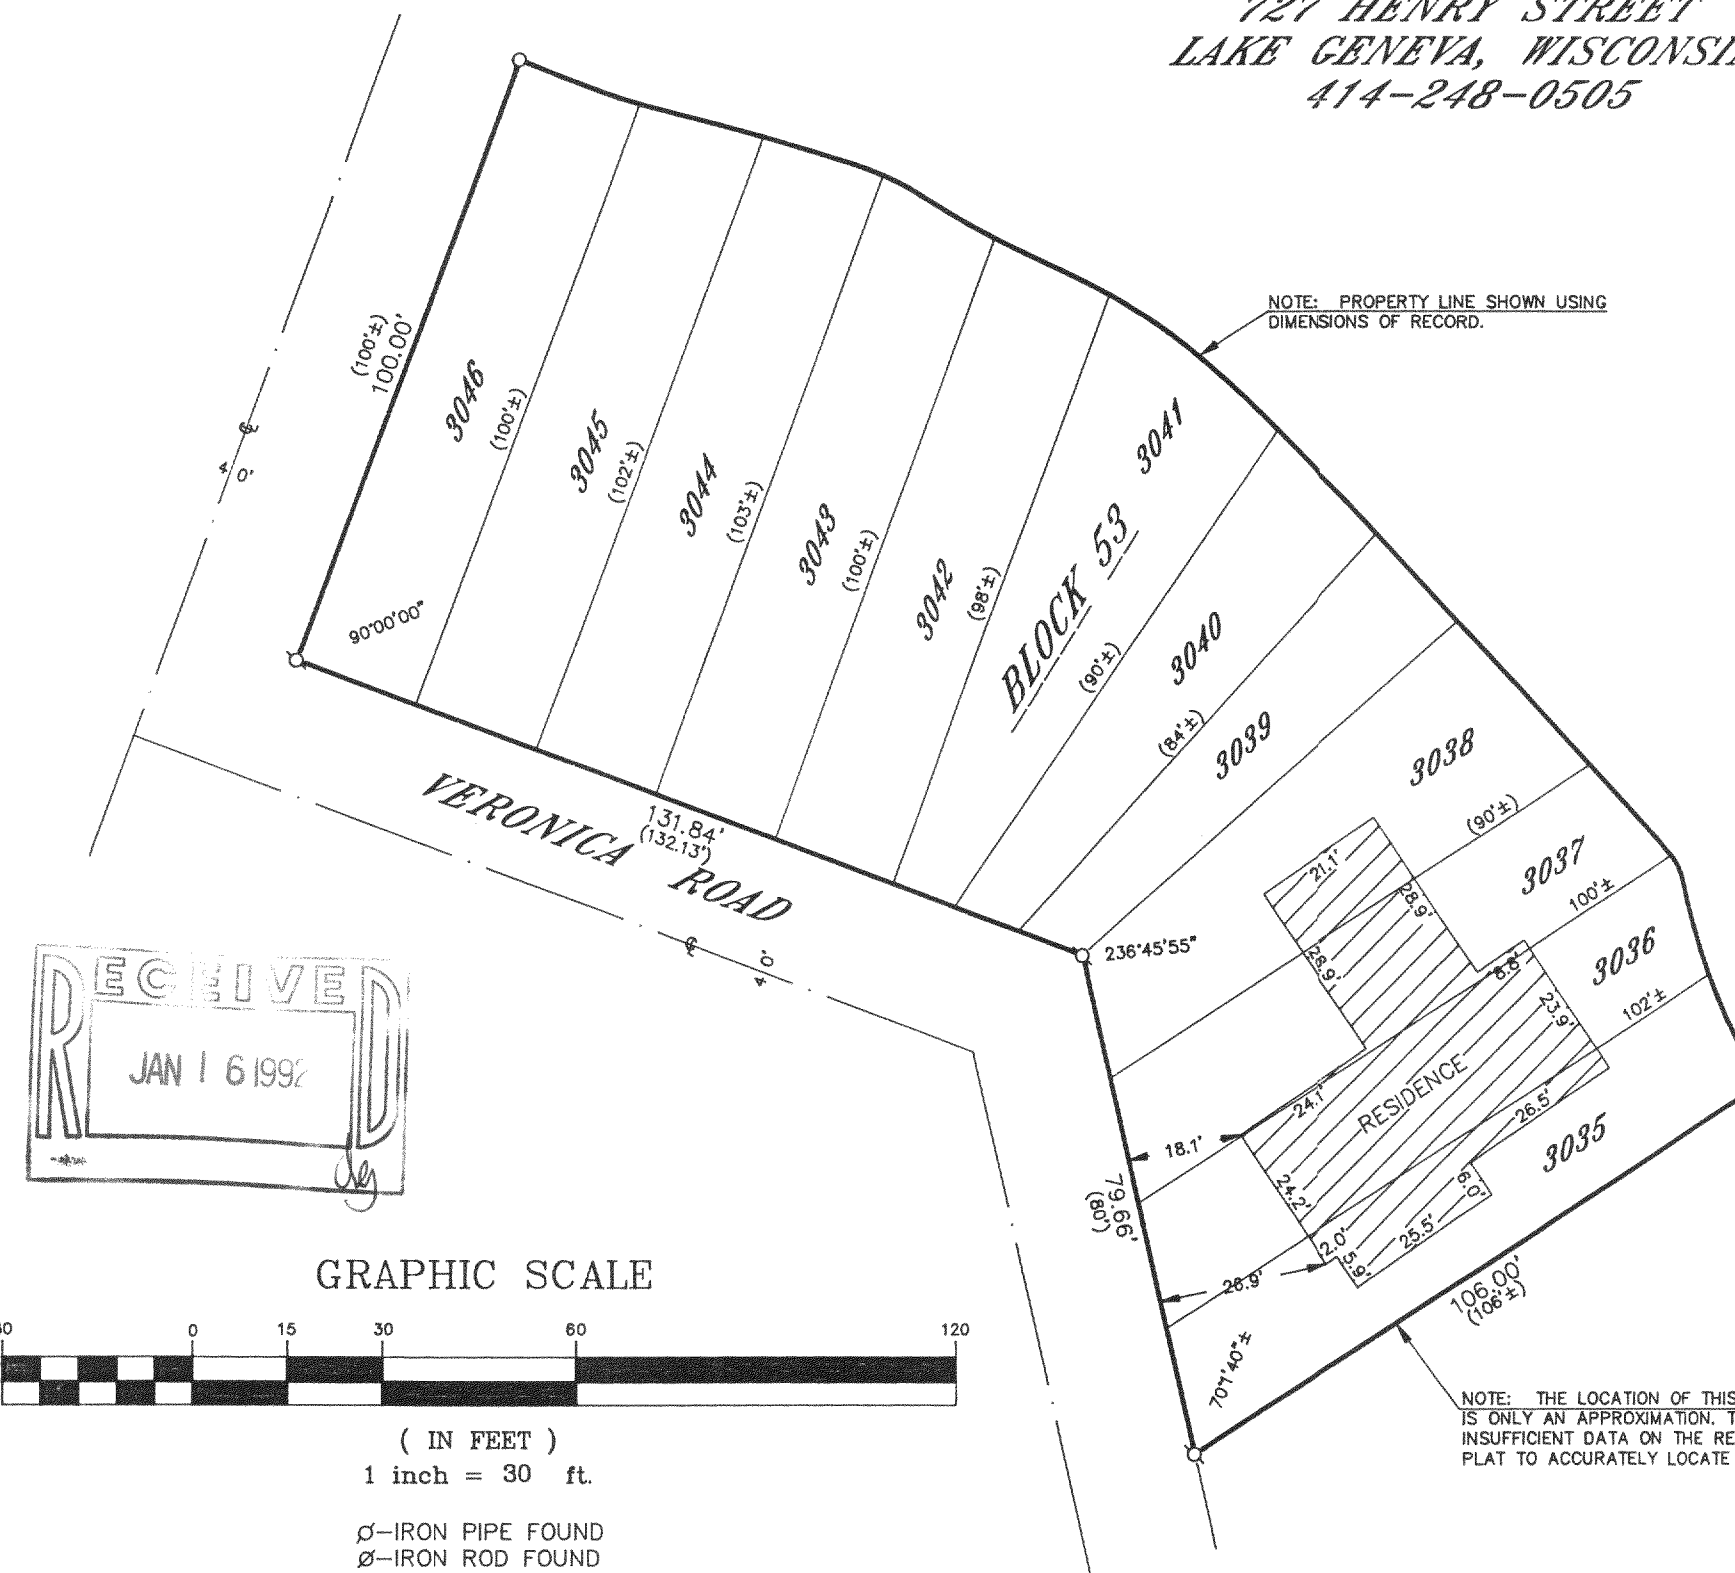 727 HENRY STREET
LAKE GENEVA, WISCONSIN
414-248-0505
NOTE: PROPERTY LINE SHOWN USING
DIMENSIONS OF RECORD.
(100'±)
100.00'
3046
(100'±)
3045
(102'±)
3044
(103'±)
3043
(100'±)
3042
(98'±)
BLOCK 53
3041
(90'±)
3040
(84'±)
3039
3038
(90'±)
3037
100'±
3036
102'±
3035
40'
90°00'00"
VERONICA ROAD
131.84'
(132.13')
40'
236°45'55"
21.1'
28.9'
28.9'
8.8'
23.9'
RESIDENCE
24.1'
26.5'
18.1'
24.2'
6.0'
25.5'
2.0'
5.9'
26.9'
79.66'
(80')
106.00'
(106'±)
70°1'40"±
RECEIVED
JAN 16 1992
GRAPHIC SCALE
0 15 30 60 120
( IN FEET )
1 inch = 30 ft.
Ø-IRON PIPE FOUND
Ø-IRON ROD FOUND
NOTE: THE LOCATION OF THIS
IS ONLY AN APPROXIMATION. T
INSUFFICIENT DATA ON THE RE
PLAT TO ACCURATELY LOCATE